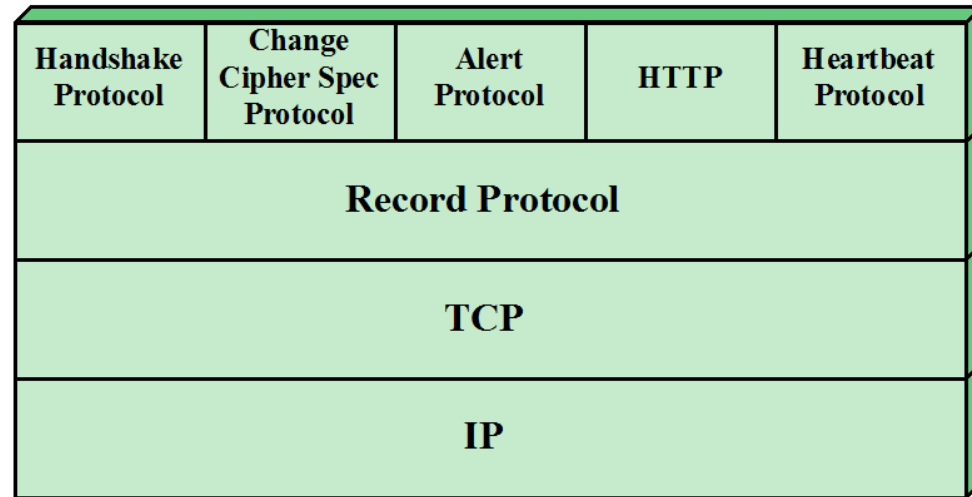 Handshake
Protocol
Change
Cipher Spec
Protocol
Alert
Protocol
HTTP
Heartbeat
Protocol
Record Protocol
TCP
IP